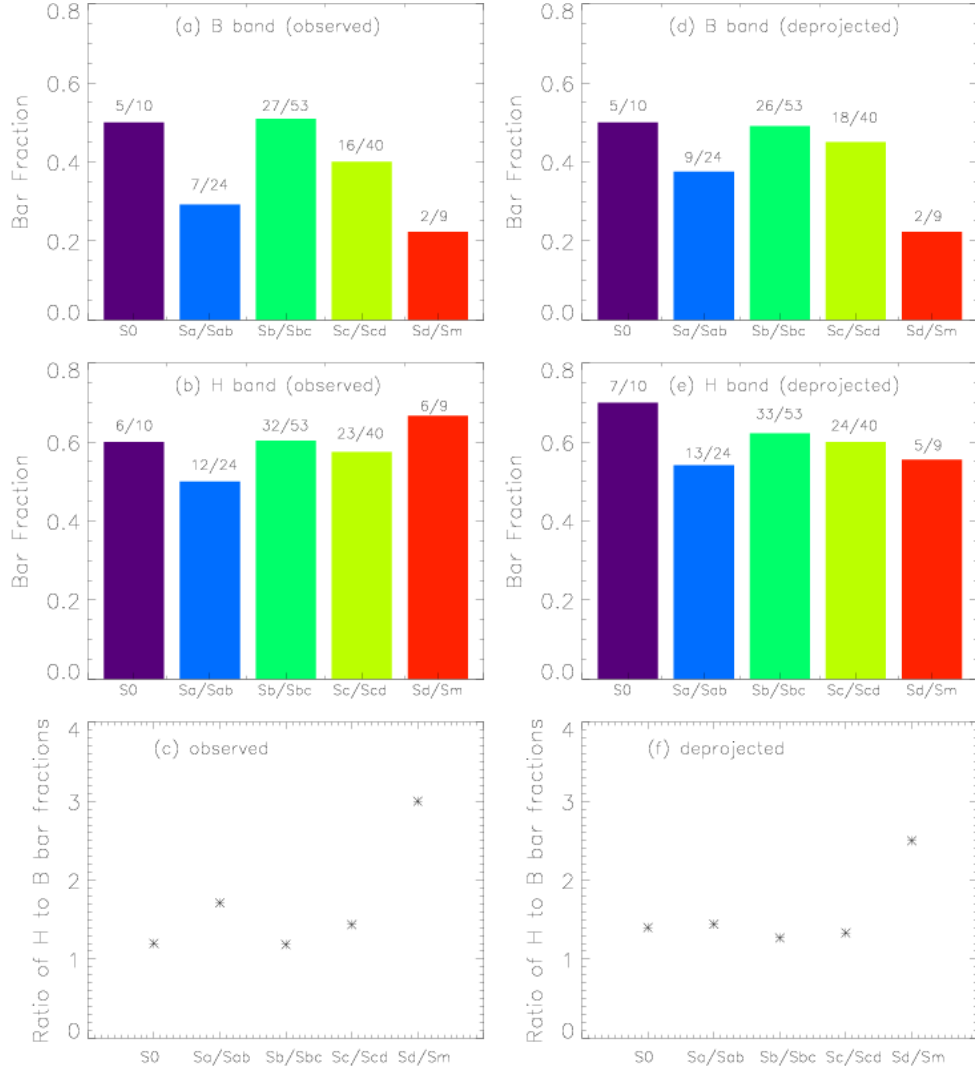 (a) B band (observed)
Bar Fraction
0.8
0.6
0.4
0.2
0.0
5/10
7/24
27/53
16/40
2/9
S0 Sa/Sab Sb/Sbc Sc/Scd Sd/Sm
(d) B band (deprojected)
Bar Fraction
0.8
0.6
0.4
0.2
0.0
5/10
9/24
26/53
18/40
2/9
S0 Sa/Sab Sb/Sbc Sc/Scd Sd/Sm
(b) H band (observed)
Bar Fraction
0.8
0.6
0.4
0.2
0.0
6/10
12/24
32/53
23/40
6/9
S0 Sa/Sab Sb/Sbc Sc/Scd Sd/Sm
(e) H band (deprojected)
Bar Fraction
0.8
0.6
0.4
0.2
0.0
7/10
13/24
33/53
24/40
5/9
S0 Sa/Sab Sb/Sbc Sc/Scd Sd/Sm
(c) observed
Ratio of H to B bar fractions
4
3
2
1
0
S0 Sa/Sab Sb/Sbc Sc/Scd Sd/Sm
(f) deprojected
Ratio of H to B bar fractions
4
3
2
1
0
S0 Sa/Sab Sb/Sbc Sc/Scd Sd/Sm